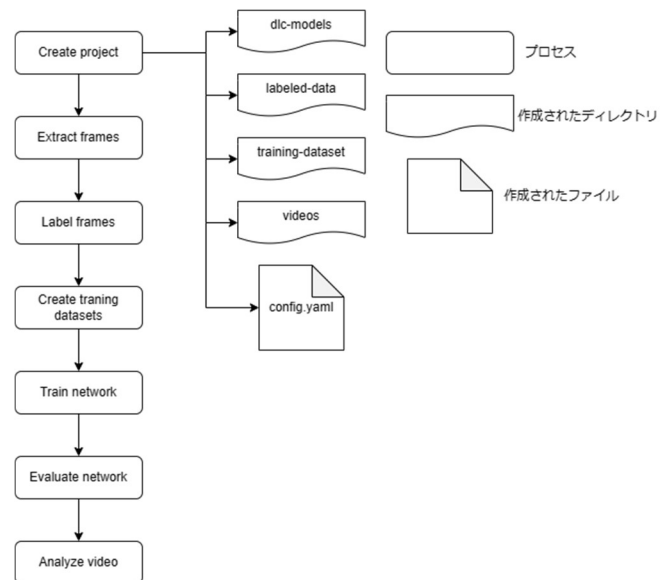 Create project
Extract frames
Label frames
Create traning
datasets
Train network
Evaluate network
Analyze video
dlc-models
labeled-data
training-dataset
videos
config.yaml
プロセス
作成されたディレクトリ
作成されたファイル